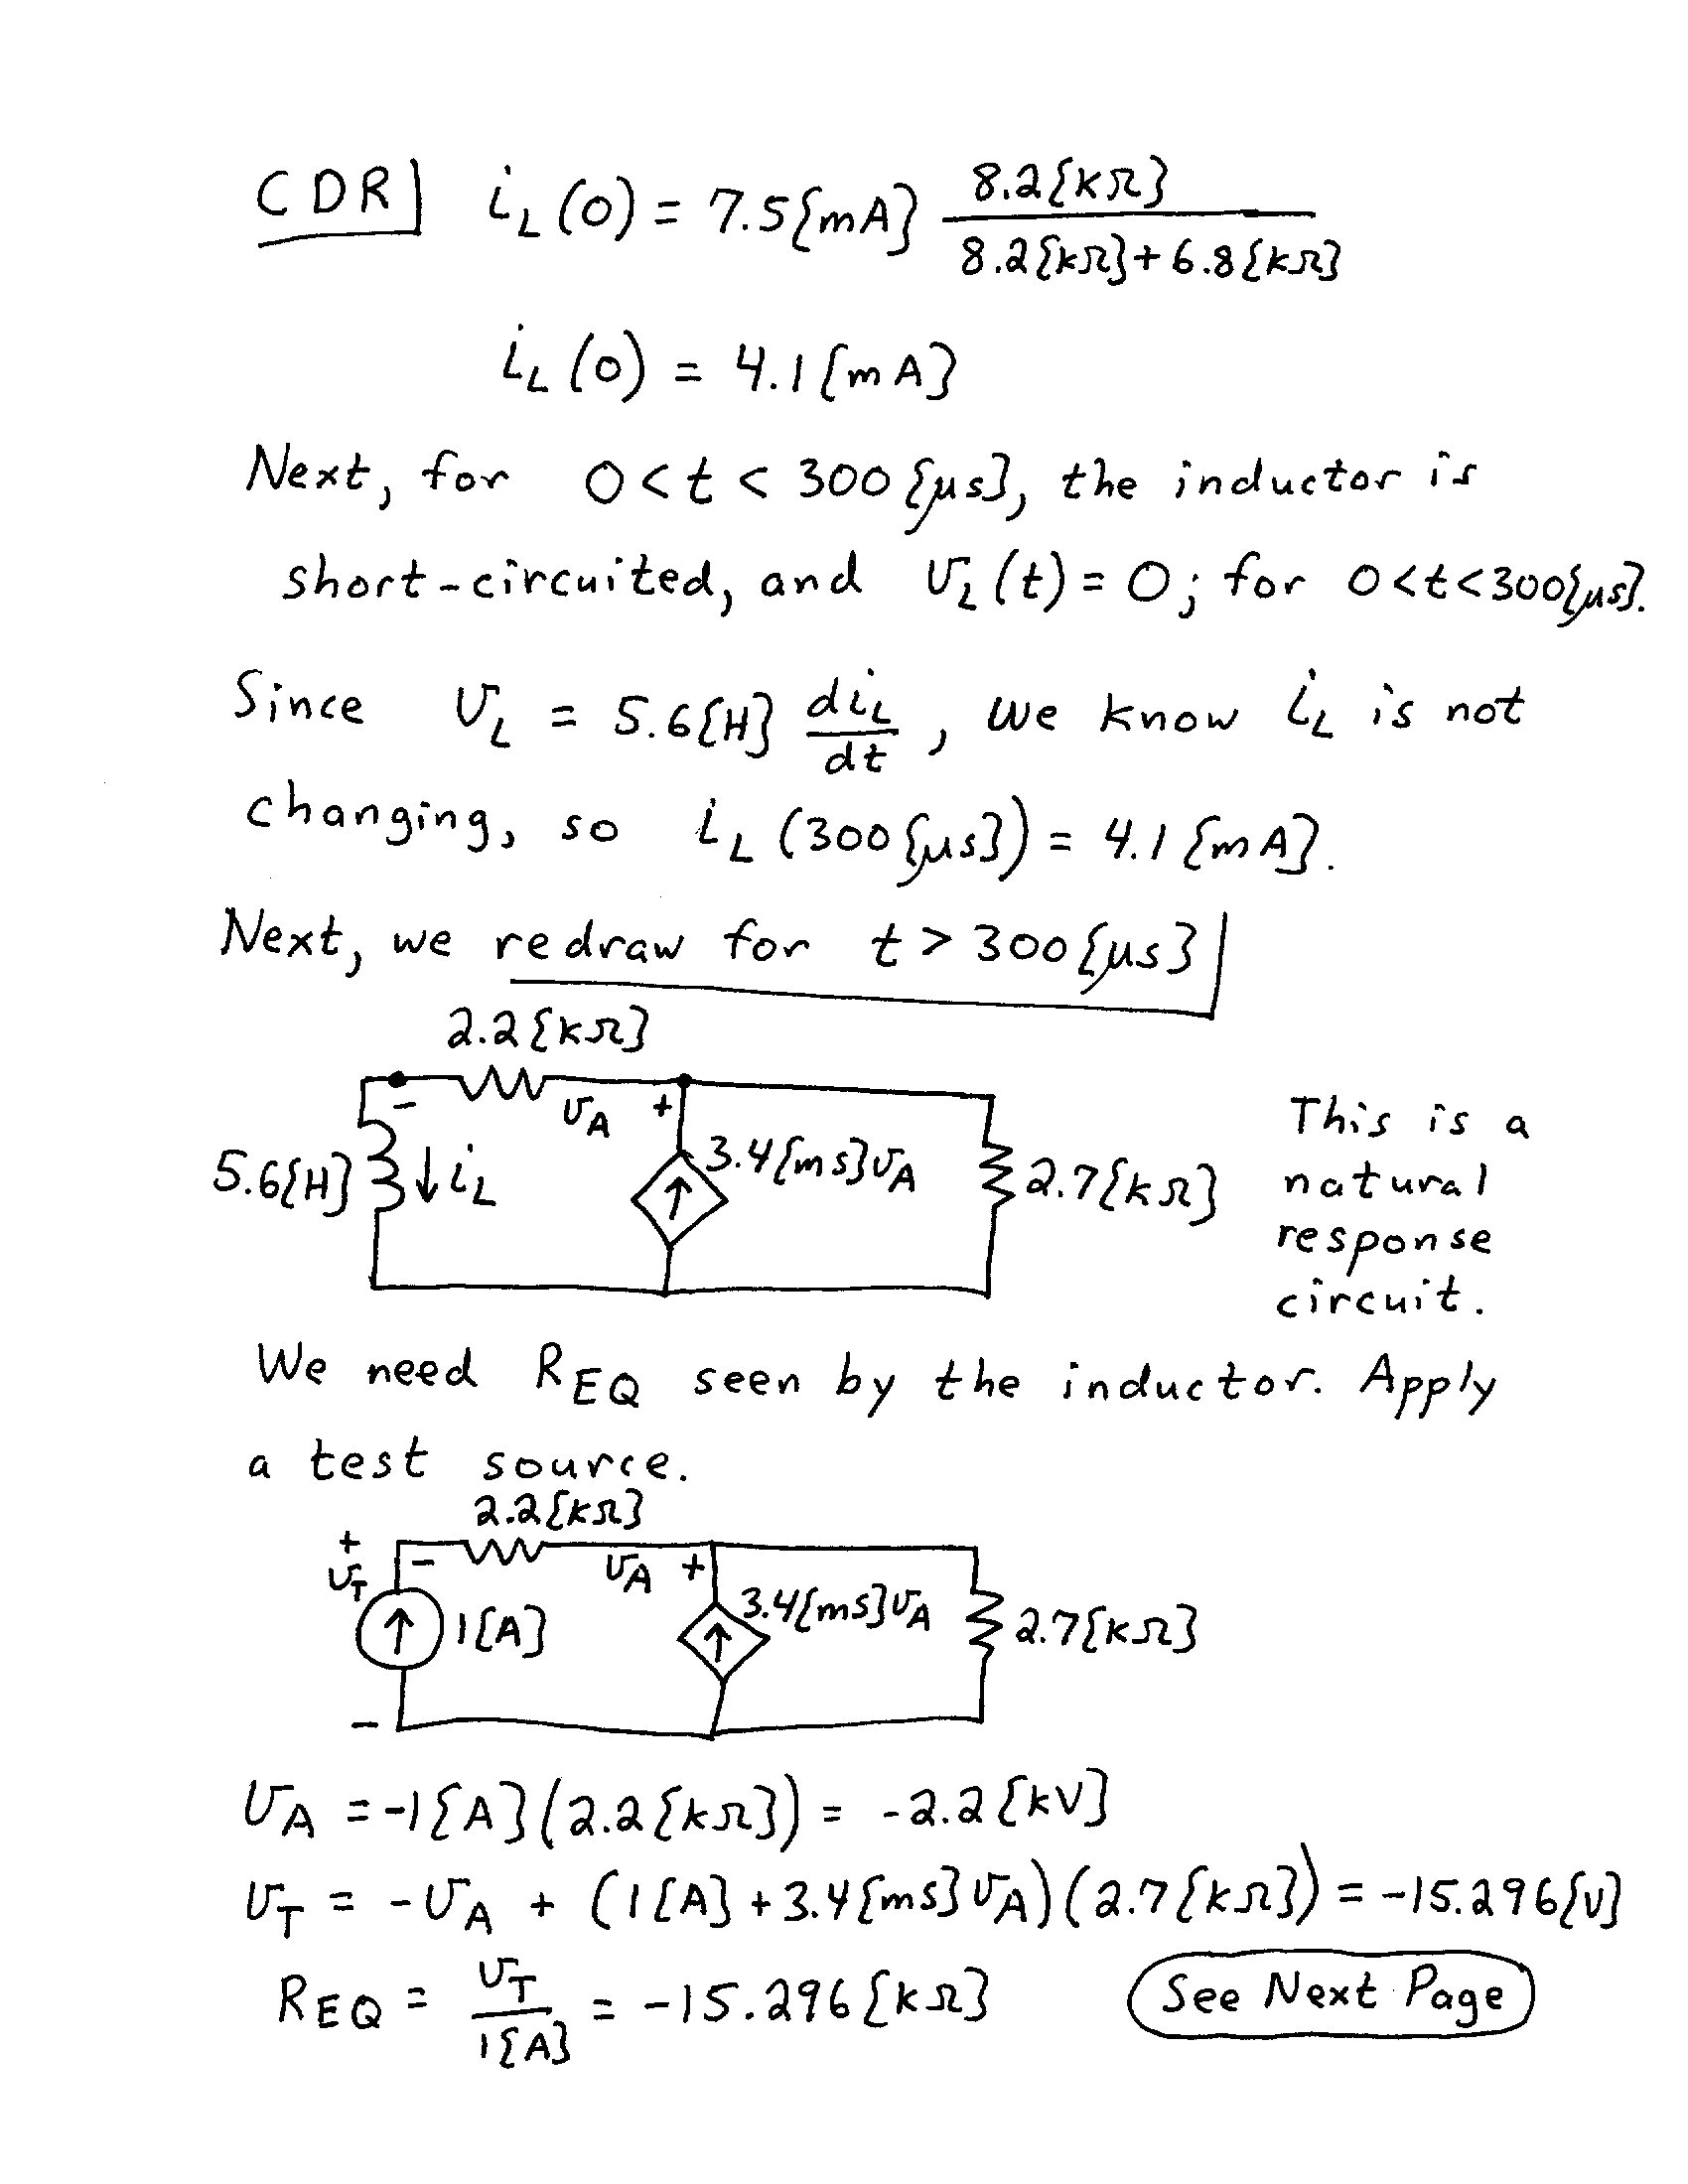 CDR] i_L(0) = 7.5{mA} 8.2{kΩ} / 8.2{kΩ}+6.8{kΩ}
i_L(0) = 4.1{mA}
Next, for 0<t<300{μs}, the inductor is
short-circuited, and v_L(t)=0; for 0<t<300{μs}.
Since v_L = 5.6{H} di_L/dt, we know i_L is not
changing, so i_L(300{μs}) = 4.1{mA}.
Next, we redraw for t>300{μs}
2.2{kΩ}
- v_A +
5.6{H} ↓i_L ↑ 3.4{mS}v_A 2.7{kΩ}
This is a
natural
response
circuit.
We need R_EQ seen by the inductor. Apply
a test source.
2.2{kΩ}
+ - v_A +
v_T
↑ 1{A} ↑ 3.4{mS}v_A 2.7{kΩ}
-
v_A = -1{A}(2.2{kΩ}) = -2.2{kV}
v_T = -v_A + (1{A}+3.4{mS}v_A)(2.7{kΩ}) = -15.296{V}
R_EQ = v_T / 1{A} = -15.296{kΩ}
See Next Page